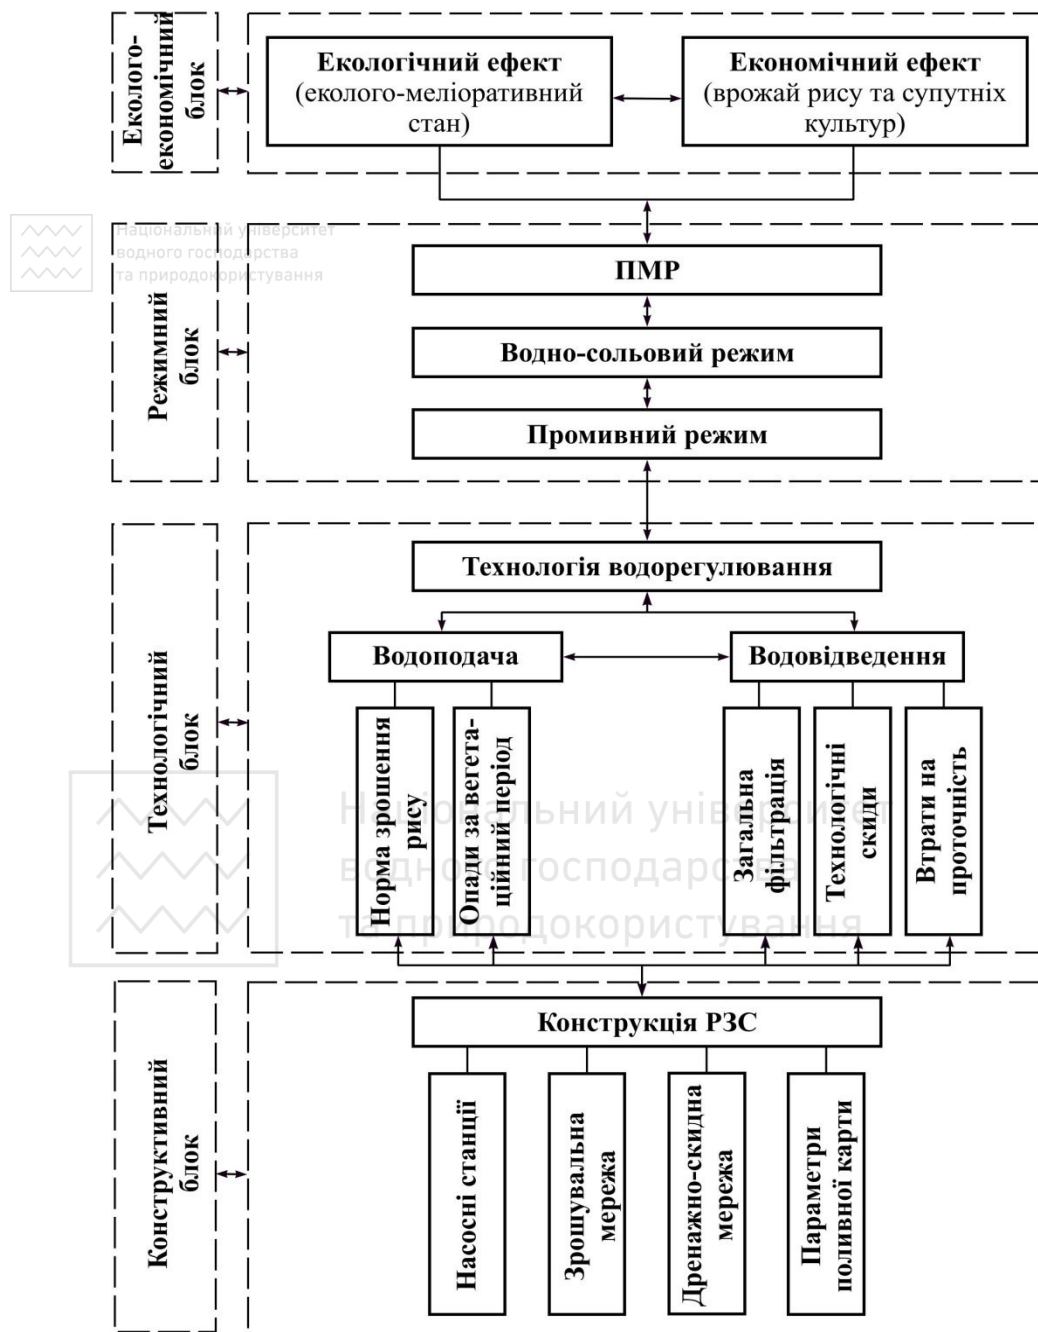 Еколого-
економічний
блок
Екологічний ефект
(еколого-меліоративний
стан)
Економічний ефект
(врожай рису та супутніх
культур)
Національний університет
водного господарства
та природокористування
Режимний
блок
ПМР
Водно-сольовий режим
Промивний режим
Технологічний
блок
Технологія водорегулювання
Водоподача
Водовідведення
Норма зрошення
рису
Опади за вегета-
ційний період
Загальна
фільтрація
Технологічні
скиди
Втрати на
проточність
Національний університет
водного господарства
та природокористування
Конструктивний
блок
Конструкція РЗС
Насосні станції
Зрошувальна
мережа
Дренажно-скидна
мережа
Параметри
поливної карти